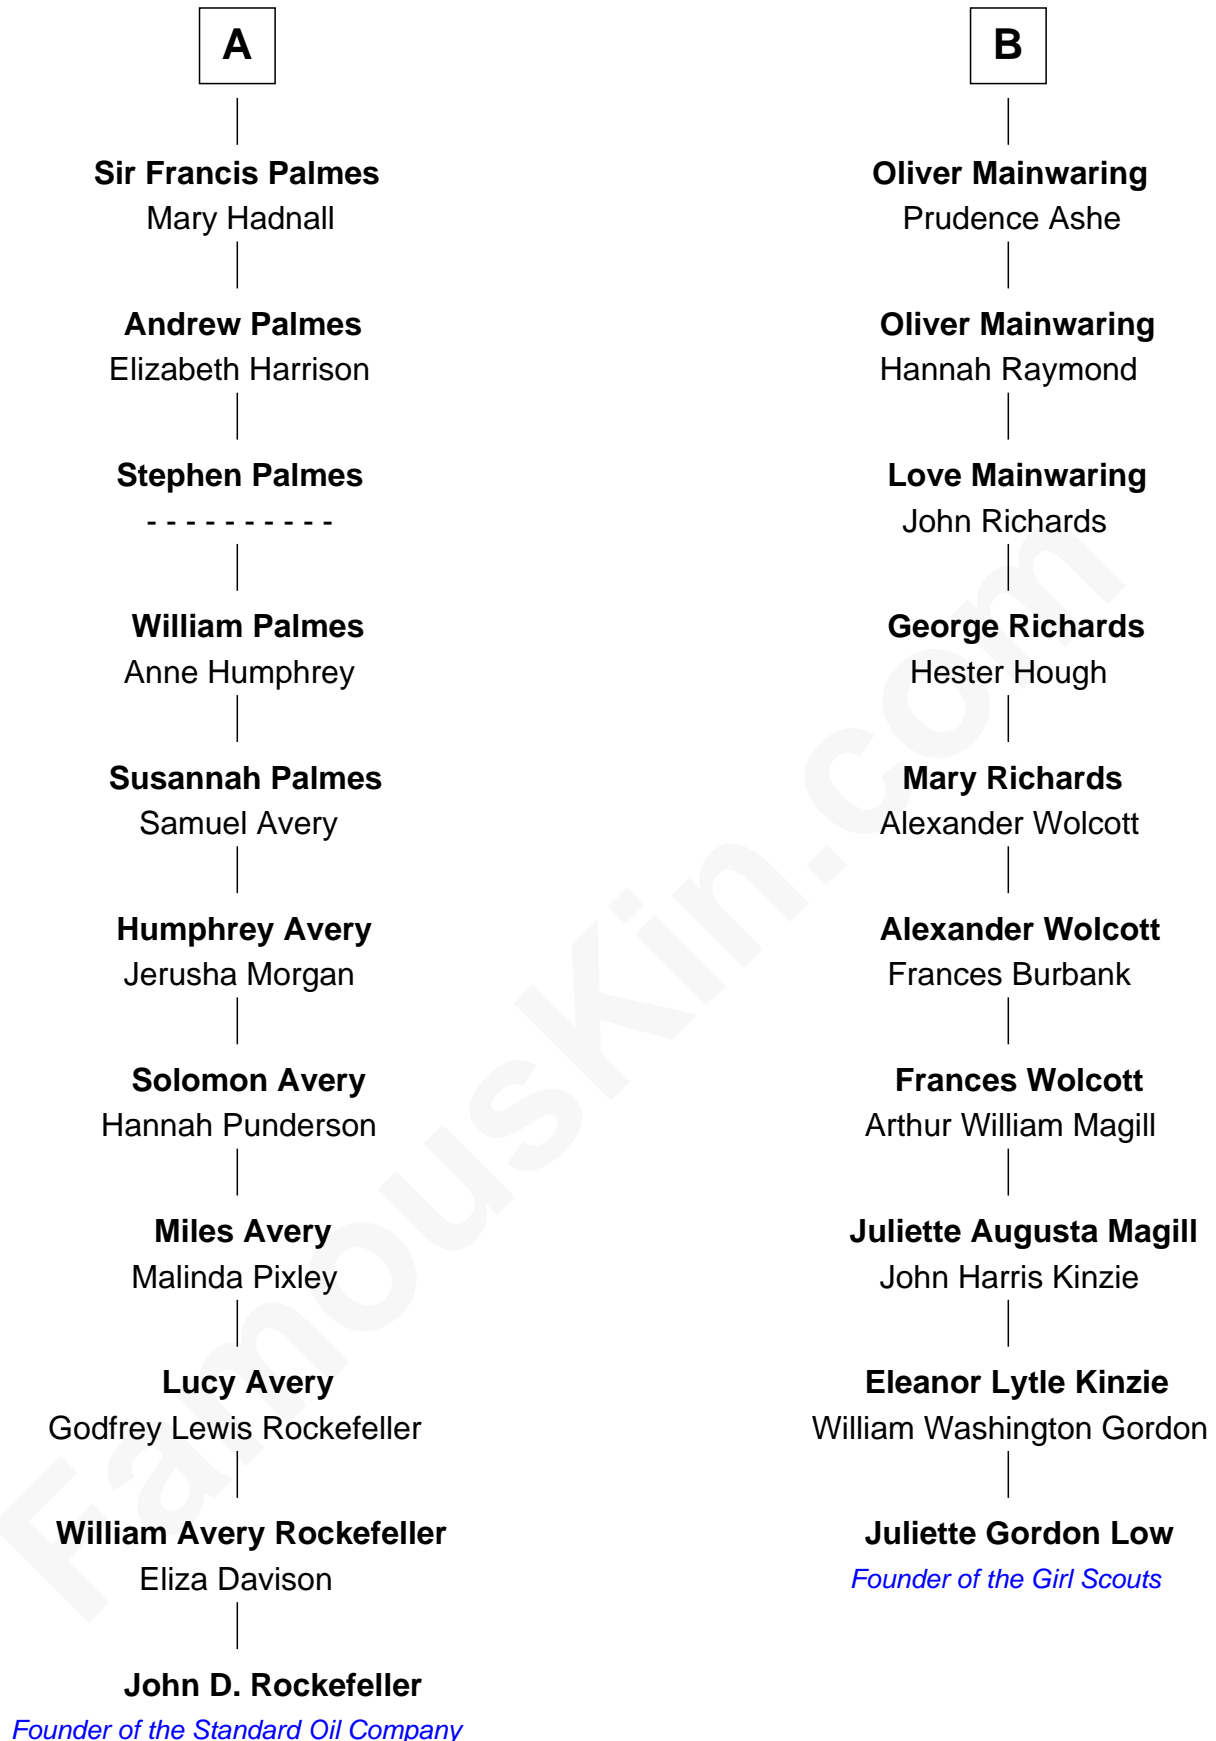 A
Sir Francis Palmes
Mary Hadnall
Andrew Palmes
Elizabeth Harrison
Stephen Palmes
- - - - - - - - - -
William Palmes
Anne Humphrey
Susannah Palmes
Samuel Avery
Humphrey Avery
Jerusha Morgan
Solomon Avery
Hannah Punderson
Miles Avery
Malinda Pixley
Lucy Avery
Godfrey Lewis Rockefeller
William Avery Rockefeller
Eliza Davison
John D. Rockefeller
Founder of the Standard Oil Company
B
Oliver Mainwaring
Prudence Ashe
Oliver Mainwaring
Hannah Raymond
Love Mainwaring
John Richards
George Richards
Hester Hough
Mary Richards
Alexander Wolcott
Alexander Wolcott
Frances Burbank
Frances Wolcott
Arthur William Magill
Juliette Augusta Magill
John Harris Kinzie
Eleanor Lytle Kinzie
William Washington Gordon
Juliette Gordon Low
Founder of the Girl Scouts
FamousKin.com